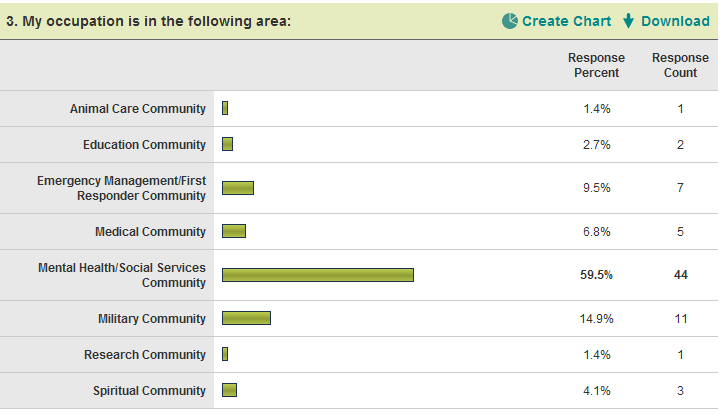 3. My occupation is in the following area: Create Chart Download
Response Percent Response Count
Animal Care Community 1.4% 1
Education Community 2.7% 2
Emergency Management/First Responder Community 9.5% 7
Medical Community 6.8% 5
Mental Health/Social Services Community 59.5% 44
Military Community 14.9% 11
Research Community 1.4% 1
Spiritual Community 4.1% 3